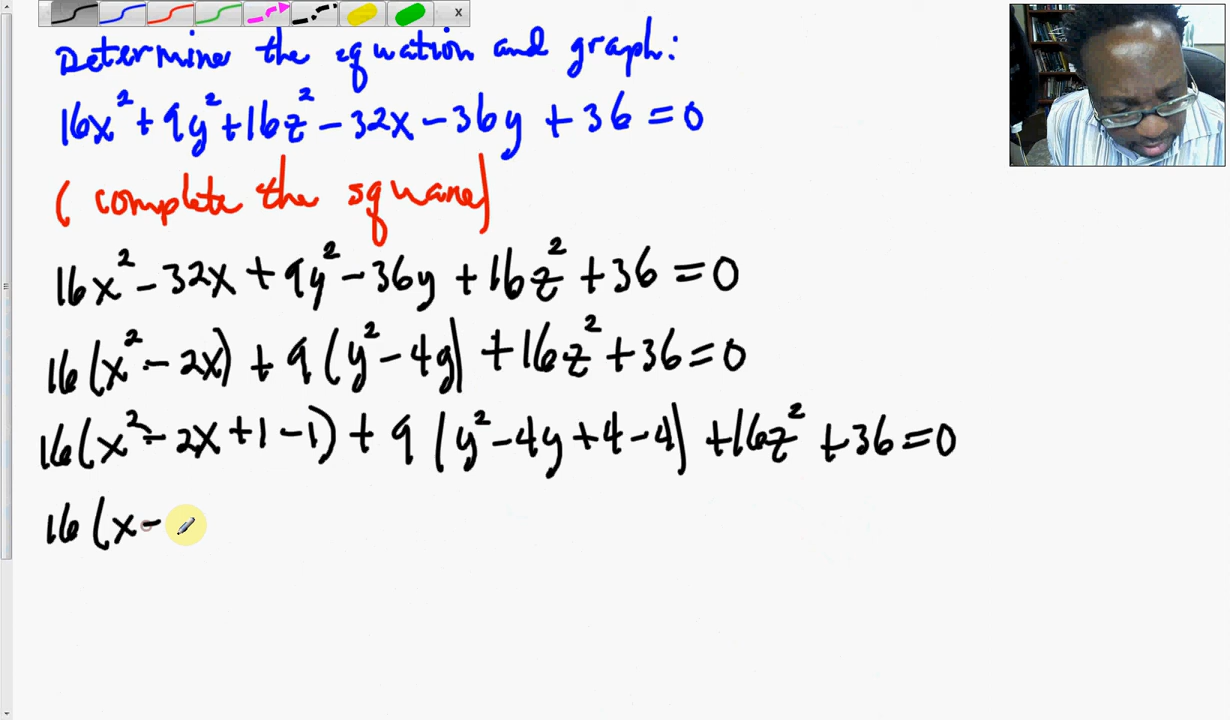 Determine the equation and graph:
16x² + 9y² + 16z² - 32x - 36y + 36 = 0
(complete the square)
16x² - 32x + 9y² - 36y + 16z² + 36 = 0
16(x² - 2x) + 9(y² - 4y) + 16z² + 36 = 0
16(x² - 2x + 1 - 1) + 9(y² - 4y + 4 - 4) + 16z² + 36 = 0
16(x -